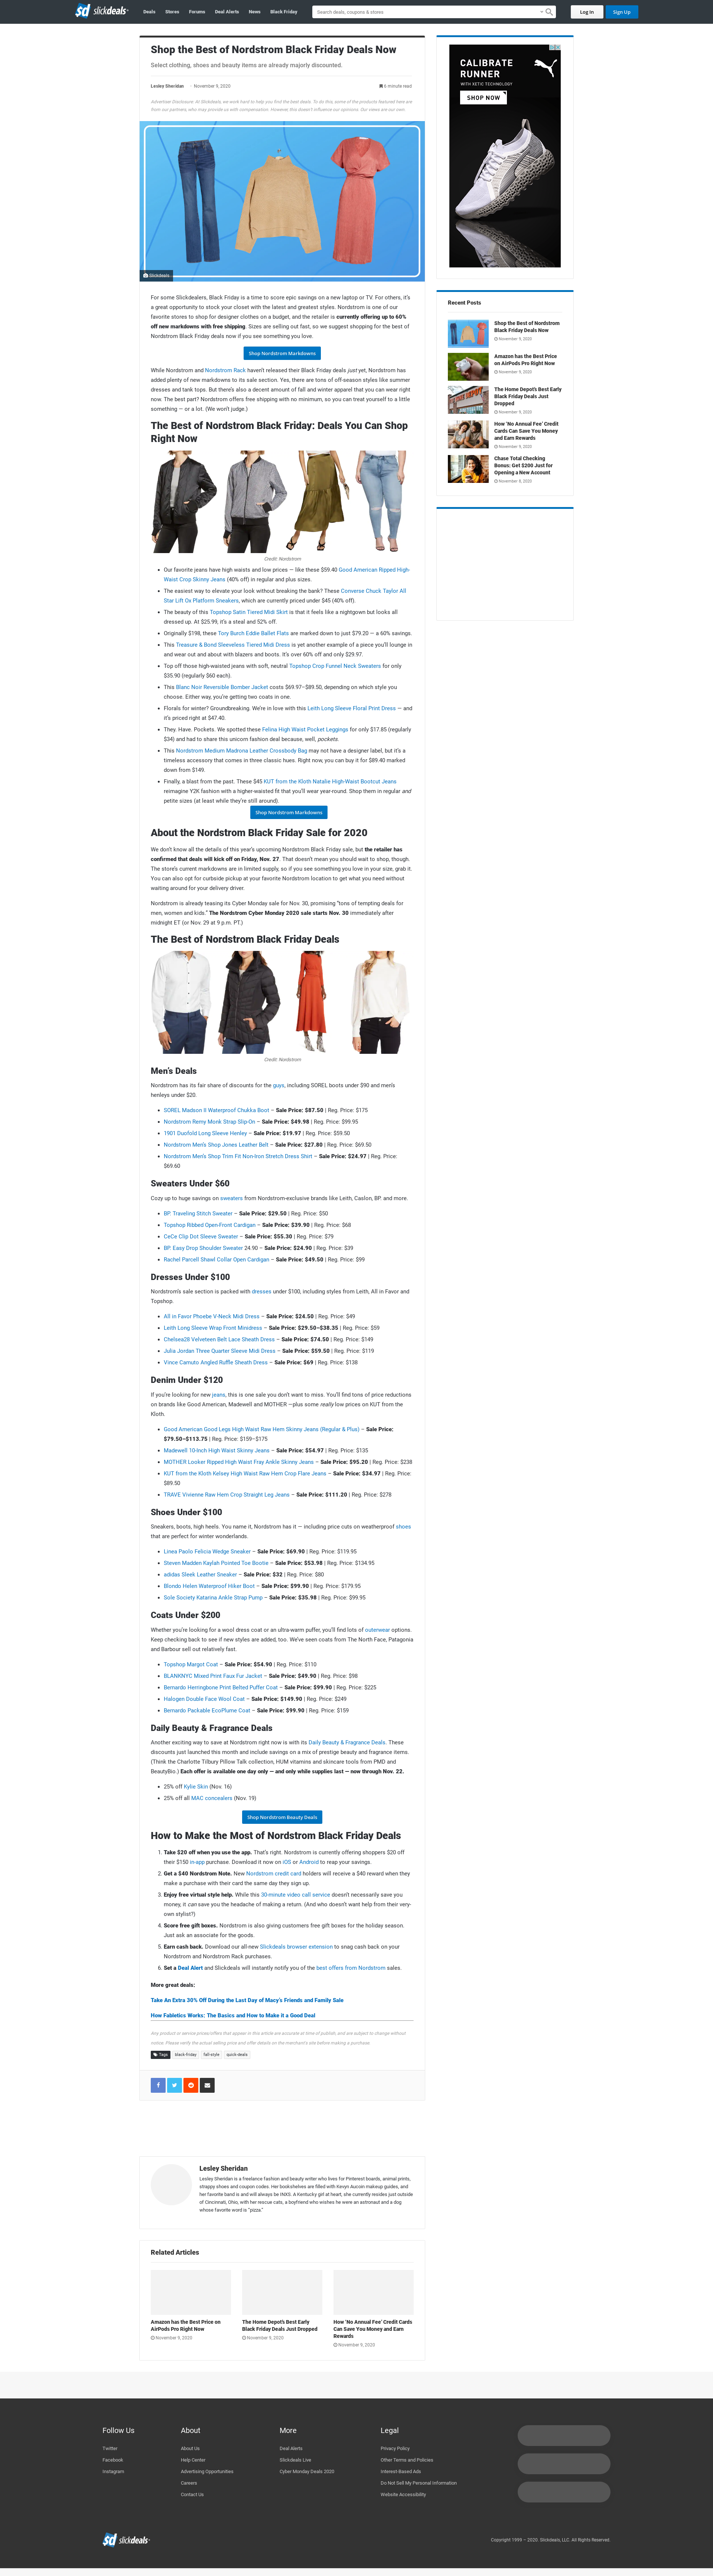 slickdeals
Deals Stores Forums Deal Alerts News Black Friday
Search deals, coupons & stores
Log In Sign Up
Shop the Best of Nordstrom Black Friday Deals Now
Select clothing, shoes and beauty items are already majorly discounted.
Lesley Sheridan · November 9, 2020 6 minute read
Advertiser Disclosure: At Slickdeals, we work hard to help you find the best deals. To do this, some of the products featured here are
from our partners, who may provide us with compensation. However, this doesn't influence our opinions. Our views are our own.
Slickdeals
For some Slickdealers, Black Friday is a time to score epic savings on a new laptop or TV. For others, it's
a great opportunity to stock your closet with the latest and greatest styles. Nordstrom is one of our
favorite stores to shop for designer clothes on a budget, and the retailer is currently offering up to 60%
off new markdowns with free shipping. Sizes are selling out fast, so we suggest shopping for the best of
Nordstrom Black Friday deals now if you see something you love.
Shop Nordstrom Markdowns
While Nordstrom and Nordstrom Rack haven't released their Black Friday deals just yet, Nordstrom has
added plenty of new markdowns to its sale section. Yes, there are tons of off-season styles like summer
dresses and tank tops. But there's also a decent amount of fall and winter apparel that you can wear right
now. The best part? Nordstrom offers free shipping with no minimum, so you can treat yourself to a little
something — or a lot. (We won't judge.)
The Best of Nordstrom Black Friday: Deals You Can Shop
Right Now
Credit: Nordstrom
Our favorite jeans have high waists and low prices — like these $59.40 Good American Ripped High-
Waist Crop Skinny Jeans (40% off) in regular and plus sizes.
The easiest way to elevate your look without breaking the bank? These Converse Chuck Taylor All
Star Lift Ox Platform Sneakers, which are currently priced under $45 (40% off).
The beauty of this Topshop Satin Tiered Midi Skirt is that it feels like a nightgown but looks all
dressed up. At $25.99, it's a steal and 52% off.
Originally $198, these Tory Burch Eddie Ballet Flats are marked down to just $79.20 — a 60% savings.
This Treasure & Bond Sleeveless Tiered Midi Dress is yet another example of a piece you'll lounge in
and wear out and about with blazers and boots. It's over 60% off and only $29.97.
Top off those high-waisted jeans with soft, neutral Topshop Crop Funnel Neck Sweaters for only
$35.90 (regularly $60 each).
This Blanc Noir Reversible Bomber Jacket costs $69.97–$89.50, depending on which style you
choose. Either way, you're getting two coats in one.
Florals for winter? Groundbreaking. We're in love with this Leith Long Sleeve Floral Print Dress — and
it's priced right at $47.40.
They. Have. Pockets. We spotted these Felina High Waist Pocket Leggings for only $17.85 (regularly
$34) and had to share this unicorn fashion deal because, well, pockets.
This Nordstrom Medium Madrona Leather Crossbody Bag may not have a designer label, but it's a
timeless accessory that comes in three classic hues. Right now, you can buy it for $89.40 marked
down from $149.
Finally, a blast from the past. These $45 KUT from the Kloth Natalie High-Waist Bootcut Jeans
reimagine Y2K fashion with a higher-waisted fit that you'll wear year-round. Shop them in regular and
petite sizes (at least while they're still around).
Shop Nordstrom Markdowns
About the Nordstrom Black Friday Sale for 2020
We don't know all the details of this year's upcoming Nordstrom Black Friday sale, but the retailer has
confirmed that deals will kick off on Friday, Nov. 27. That doesn't mean you should wait to shop, though.
The store's current markdowns are in limited supply, so if you see something you love in your size, grab it.
You can also opt for curbside pickup at your favorite Nordstrom location to get what you need without
waiting around for your delivery driver.
Nordstrom is already teasing its Cyber Monday sale for Nov. 30, promising "tons of tempting deals for
men, women and kids." The Nordstrom Cyber Monday 2020 sale starts Nov. 30 immediately after
midnight ET (or Nov. 29 at 9 p.m. PT.)
The Best of Nordstrom Black Friday Deals
Credit: Nordstrom
Men's Deals
Nordstrom has its fair share of discounts for the guys, including SOREL boots under $90 and men's
henleys under $20.
SOREL Madson II Waterproof Chukka Boot – Sale Price: $87.50 | Reg. Price: $175
Nordstrom Remy Monk Strap Slip-On – Sale Price: $49.98 | Reg. Price: $99.95
1901 Duofold Long Sleeve Henley – Sale Price: $19.97 | Reg. Price: $59.50
Nordstrom Men's Shop Jones Leather Belt – Sale Price: $27.80 | Reg. Price: $69.50
Nordstrom Men's Shop Trim Fit Non-Iron Stretch Dress Shirt – Sale Price: $24.97 | Reg. Price:
$69.60
Sweaters Under $60
Cozy up to huge savings on sweaters from Nordstrom-exclusive brands like Leith, Caslon, BP. and more.
BP. Traveling Stitch Sweater – Sale Price: $29.50 | Reg. Price: $50
Topshop Ribbed Open-Front Cardigan – Sale Price: $39.90 | Reg. Price: $68
CeCe Clip Dot Sleeve Sweater – Sale Price: $55.30 | Reg. Price: $79
BP. Easy Drop Shoulder Sweater 24.90 – Sale Price: $24.90 | Reg. Price: $39
Rachel Parcell Shawl Collar Open Cardigan – Sale Price: $49.50 | Reg. Price: $99
Dresses Under $100
Nordstrom's sale section is packed with dresses under $100, including styles from Leith, All in Favor and
Topshop.
All in Favor Phoebe V-Neck Midi Dress – Sale Price: $24.50 | Reg. Price: $49
Leith Long Sleeve Wrap Front Minidress – Sale Price: $29.50–$38.35 | Reg. Price: $59
Chelsea28 Velveteen Belt Lace Sheath Dress – Sale Price: $74.50 | Reg. Price: $149
Julia Jordan Three Quarter Sleeve Midi Dress – Sale Price: $59.50 | Reg. Price: $119
Vince Camuto Angled Ruffle Sheath Dress – Sale Price: $69 | Reg. Price: $138
Denim Under $120
If you're looking for new jeans, this is one sale you don't want to miss. You'll find tons of price reductions
on brands like Good American, Madewell and MOTHER —plus some really low prices on KUT from the
Kloth.
Good American Good Legs High Waist Raw Hem Skinny Jeans (Regular & Plus) – Sale Price:
$79.50–$113.75 | Reg. Price: $159–$175
Madewell 10-Inch High Waist Skinny Jeans – Sale Price: $54.97 | Reg. Price: $135
MOTHER Looker Ripped High Waist Fray Ankle Skinny Jeans – Sale Price: $95.20 | Reg. Price: $238
KUT from the Kloth Kelsey High Waist Raw Hem Crop Flare Jeans – Sale Price: $34.97 | Reg. Price:
$89.50
TRAVE Vivienne Raw Hem Crop Straight Leg Jeans – Sale Price: $111.20 | Reg. Price: $278
Shoes Under $100
Sneakers, boots, high heels. You name it, Nordstrom has it — including price cuts on weatherproof shoes
that are perfect for winter wonderlands.
Linea Paolo Felicia Wedge Sneaker – Sale Price: $69.90 | Reg. Price: $119.95
Steven Madden Kaylah Pointed Toe Bootie – Sale Price: $53.98 | Reg. Price: $134.95
adidas Sleek Leather Sneaker – Sale Price: $32 | Reg. Price: $80
Blondo Helen Waterproof Hiker Boot – Sale Price: $99.90 | Reg. Price: $179.95
Sole Society Katarina Ankle Strap Pump – Sale Price: $35.98 | Reg. Price: $99.95
Coats Under $200
Whether you're looking for a wool dress coat or an ultra-warm puffer, you'll find lots of outerwear options.
Keep checking back to see if new styles are added, too. We've seen coats from The North Face, Patagonia
and Barbour sell out relatively fast.
Topshop Margot Coat – Sale Price: $54.90 | Reg. Price: $110
BLANKNYC Mixed Print Faux Fur Jacket – Sale Price: $49.90 | Reg. Price: $98
Bernardo Herringbone Print Belted Puffer Coat – Sale Price: $99.90 | Reg. Price: $225
Halogen Double Face Wool Coat – Sale Price: $149.90 | Reg. Price: $249
Bernardo Packable EcoPlume Coat – Sale Price: $99.90 | Reg. Price: $159
Daily Beauty & Fragrance Deals
Another exciting way to save at Nordstrom right now is with its Daily Beauty & Fragrance Deals. These
discounts just launched this month and include savings on a mix of prestige beauty and fragrance items.
(Think the Charlotte Tilbury Pillow Talk collection, HUM vitamins and skincare tools from PMD and
BeautyBio.) Each offer is available one day only — and only while supplies last — now through Nov. 22.
25% off Kylie Skin (Nov. 16)
25% off all MAC concealers (Nov. 19)
Shop Nordstrom Beauty Deals
How to Make the Most of Nordstrom Black Friday Deals
1. Take $20 off when you use the app. That's right. Nordstrom is currently offering shoppers $20 off
their $150 in-app purchase. Download it now on iOS or Android to reap your savings.
2. Get a $40 Nordstrom Note. New Nordstrom credit card holders will receive a $40 reward when they
make a purchase with their card the same day they sign up.
3. Enjoy free virtual style help. While this 30-minute video call service doesn't necessarily save you
money, it can save you the headache of making a return. (And who doesn't want help from their very-
own stylist?)
4. Score free gift boxes. Nordstrom is also giving customers free gift boxes for the holiday season.
Just ask an associate for the goods.
5. Earn cash back. Download our all-new Slickdeals browser extension to snag cash back on your
Nordstrom and Nordstrom Rack purchases.
6. Set a Deal Alert and Slickdeals will instantly notify you of the best offers from Nordstrom sales.
More great deals:
Take An Extra 30% Off During the Last Day of Macy's Friends and Family Sale
How Fabletics Works: The Basics and How to Make it a Good Deal
Any product or service prices/offers that appear in this article are accurate at time of publish, and are subject to change without
notice. Please verify the actual selling price and offer details on the merchant's site before making a purchase.
Tags black-friday fall-style quick-deals
Lesley Sheridan
Lesley Sheridan is a freelance fashion and beauty writer who lives for Pinterest boards, animal prints,
strappy shoes and coupon codes. Her bookshelves are filled with Kevyn Aucoin makeup guides, and
her favorite band is and will always be INXS. A Kentucky girl at heart, she currently resides just outside
of Cincinnati, Ohio, with her rescue cats, a boyfriend who wishes he were an astronaut and a dog
whose favorite word is "pizza."
Related Articles
Amazon has the Best Price on
AirPods Pro Right Now
November 9, 2020
The Home Depot's Best Early
Black Friday Deals Just Dropped
November 9, 2020
How 'No Annual Fee' Credit Cards
Can Save You Money and Earn
Rewards
November 9, 2020
CALIBRATE
RUNNER
WITH XETIC TECHNOLOGY
SHOP NOW
PUMA
Recent Posts
Shop the Best of Nordstrom
Black Friday Deals Now
November 9, 2020
Amazon has the Best Price
on AirPods Pro Right Now
November 9, 2020
The Home Depot's Best Early
Black Friday Deals Just
Dropped
November 9, 2020
How 'No Annual Fee' Credit
Cards Can Save You Money
and Earn Rewards
November 9, 2020
Chase Total Checking
Bonus: Get $200 Just for
Opening a New Account
November 8, 2020
Follow Us
Twitter
Facebook
Instagram
About
About Us
Help Center
Advertising Opportunities
Careers
Contact Us
More
Deal Alerts
Slickdeals Live
Cyber Monday Deals 2020
Legal
Privacy Policy
Other Terms and Policies
Interest-Based Ads
Do Not Sell My Personal Information
Website Accessibility
slickdeals
Copyright 1999 — 2020. Slickdeals, LLC. All Rights Reserved.